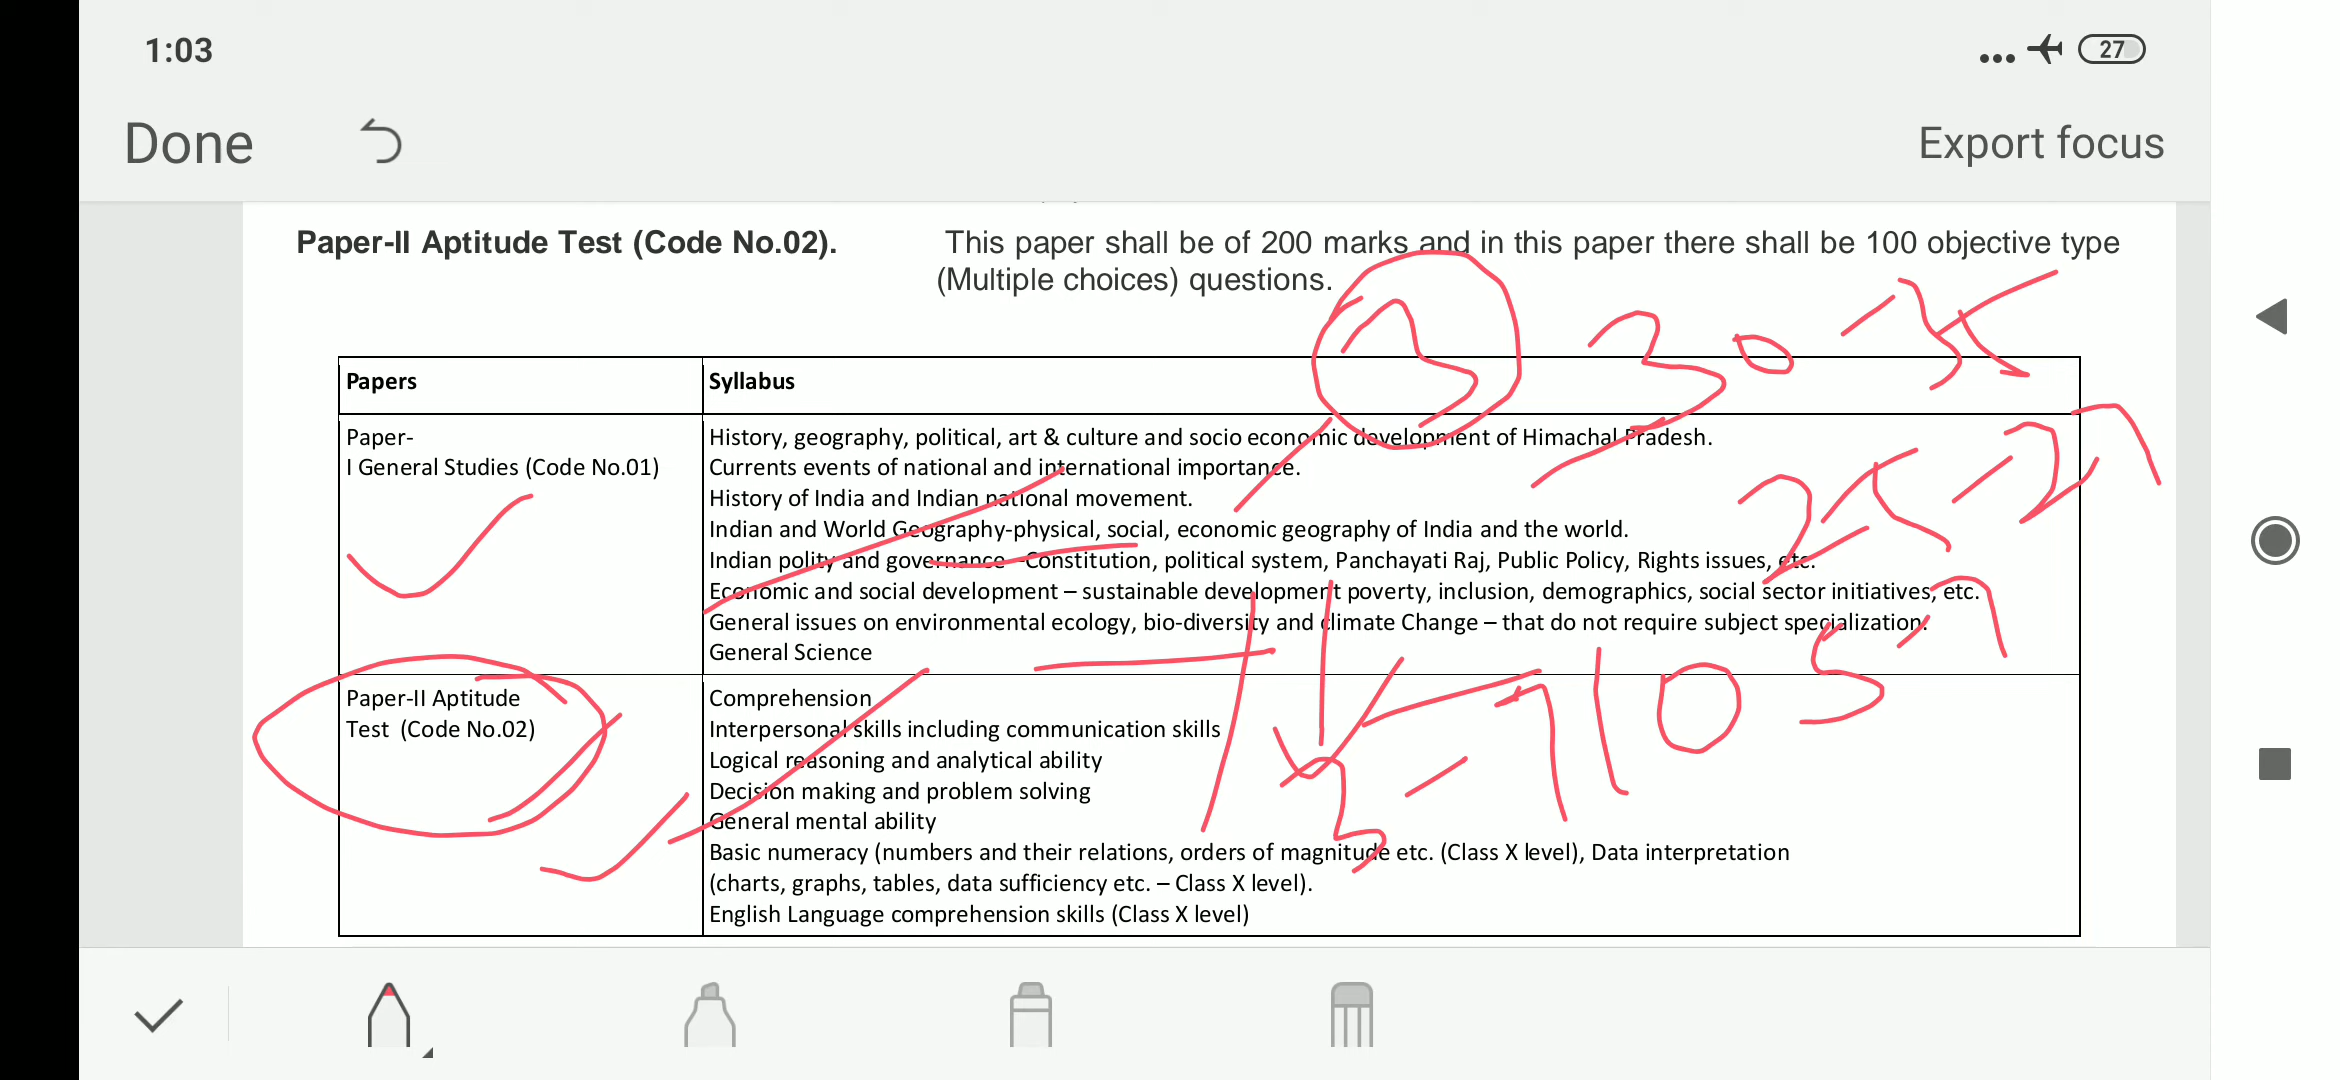 1:03
27
Done
Export focus
Paper-II Aptitude Test (Code No.02). This paper shall be of 200 marks and in this paper there shall be 100 objective type
(Multiple choices) questions.
3
30 - 35
Papers Syllabus
Paper-
I General Studies (Code No.01)
History, geography, political, art & culture and socio economic development of Himachal Pradesh.
Currents events of national and international importance.
History of India and Indian national movement.
Indian and World Geography-physical, social, economic geography of India and the world.
Indian polity and governance - Constitution, political system, Panchayati Raj, Public Policy, Rights issues, etc.
Economic and social development – sustainable development poverty, inclusion, demographics, social sector initiatives, etc.
General issues on environmental ecology, bio-diversity and climate Change – that do not require subject specialization.
General Science
Paper-II Aptitude
Test (Code No.02)
Comprehension
Interpersonal skills including communication skills
Logical reasoning and analytical ability
Decision making and problem solving
General mental ability
Basic numeracy (numbers and their relations, orders of magnitude etc. (Class X level), Data interpretation
(charts, graphs, tables, data sufficiency etc. – Class X level).
English Language comprehension skills (Class X level)